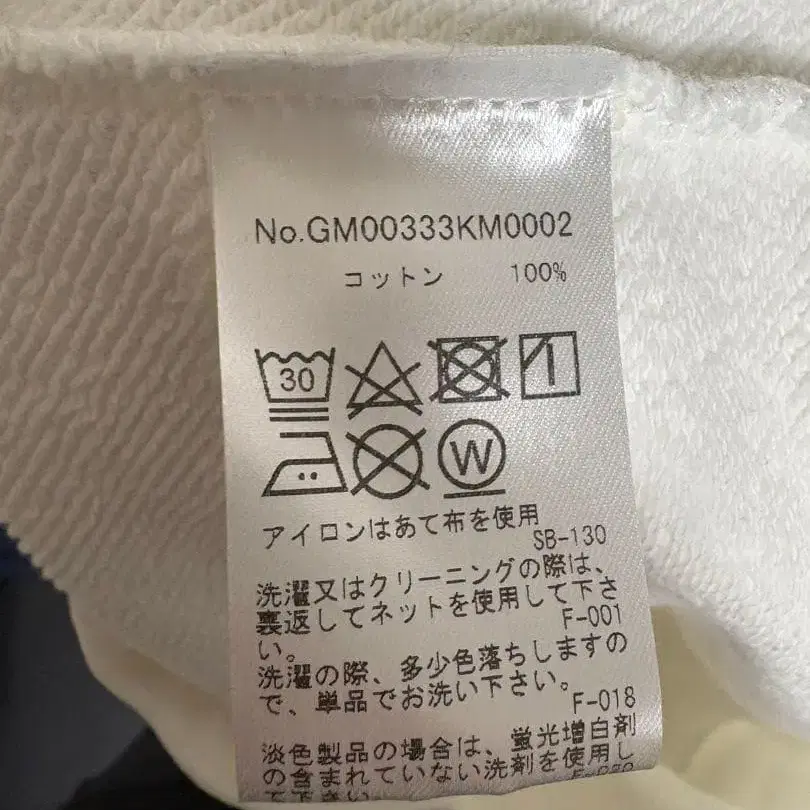 No.GM00333KM0002
コットン 100%
30
W
アイロンはあて布を使用
SB-130
洗濯又はクリーニングの際は、
裏返してネットを使用して下さ
い。 F-001
洗濯の際、多少色落ちしますの
で、単品でお洗い下さい。
F-018
淡色製品の場合は、蛍光増白剤
の含まれていない洗剤を使用し
て下さい